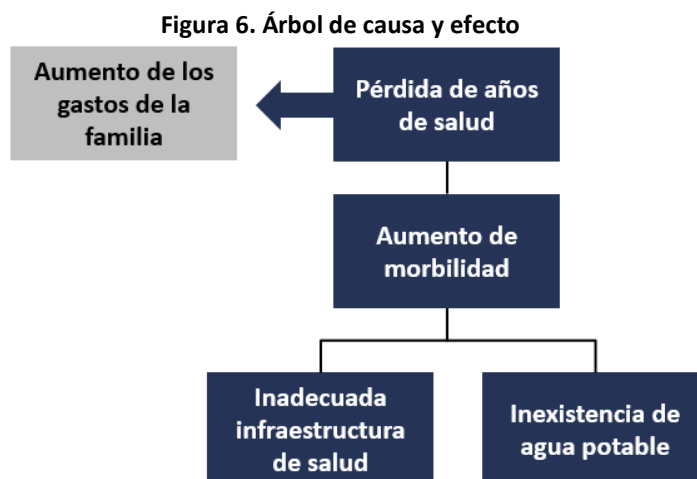 Figura 6. Árbol de causa y efecto
Aumento de los
gastos de la
familia
Pérdida de años
de salud
Aumento de
morbilidad
Inadecuada
infraestructura
de salud
Inexistencia de
agua potable